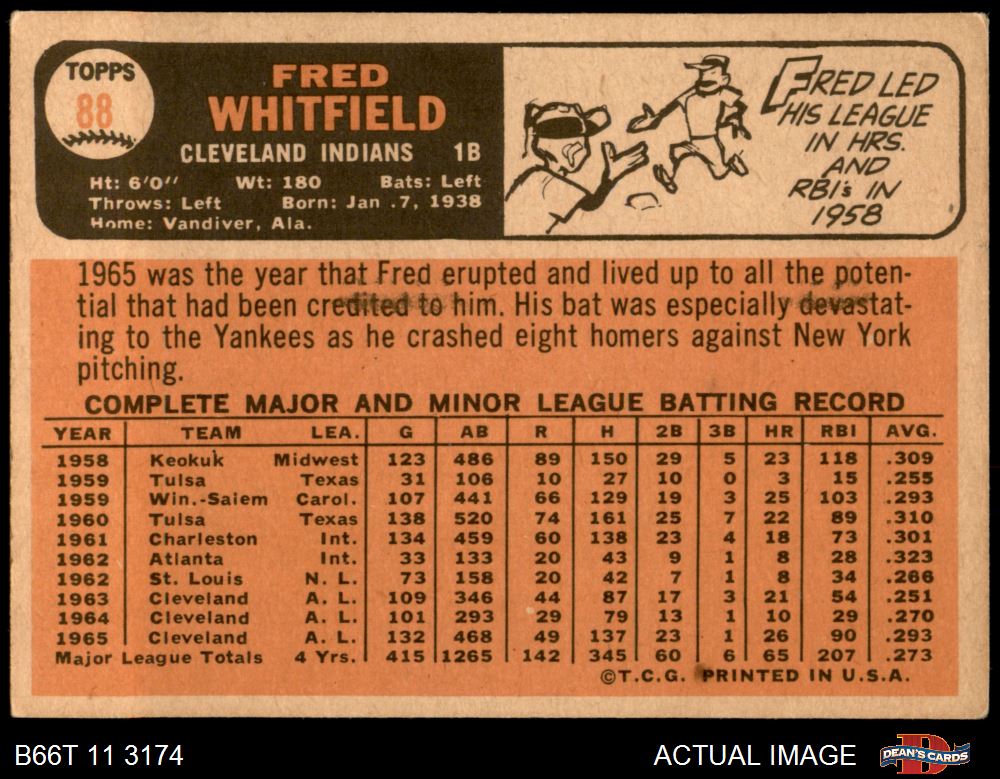 TOPPS
88
FRED
WHITFIELD
CLEVELAND INDIANS 1B
Ht: 6'0" Wt: 180 Bats: Left
Throws: Left Born: Jan .7, 1938
Home: Vandiver, Ala.
FRED LED
HIS LEAGUE
IN HRS.
AND
RBI's IN
1958
1965 was the year that Fred erupted and lived up to all the poten-
tial that had been credited to him. His bat was especially devastat-
ing to the Yankees as he crashed eight homers against New York
pitching.
COMPLETE MAJOR AND MINOR LEAGUE BATTING RECORD
YEAR TEAM LEA. G AB R H 2B 3B HR RBI AVG.
1958 Keokuk Midwest 123 486 89 150 29 5 23 118 .309
1959 Tulsa Texas 31 106 10 27 10 0 3 15 .255
1959 Win.-Salem Carol. 107 441 66 129 19 3 25 103 .293
1960 Tulsa Texas 138 520 74 161 25 7 22 89 .310
1961 Charleston Int. 134 459 60 138 23 4 18 73 .301
1962 Atlanta Int. 33 133 20 43 9 1 8 28 .323
1962 St. Louis N. L. 73 158 20 42 7 1 8 34 .266
1963 Cleveland A. L. 109 346 44 87 17 3 21 54 .251
1964 Cleveland A. L. 101 293 29 79 13 1 10 29 .270
1965 Cleveland A. L. 132 468 49 137 23 1 26 90 .293
Major League Totals 4 Yrs. 415 1265 142 345 60 6 65 207 .273
©T.C.G. PRINTED IN U.S.A.
B66T 11 3174 ACTUAL IMAGE DEAN'S CARDS